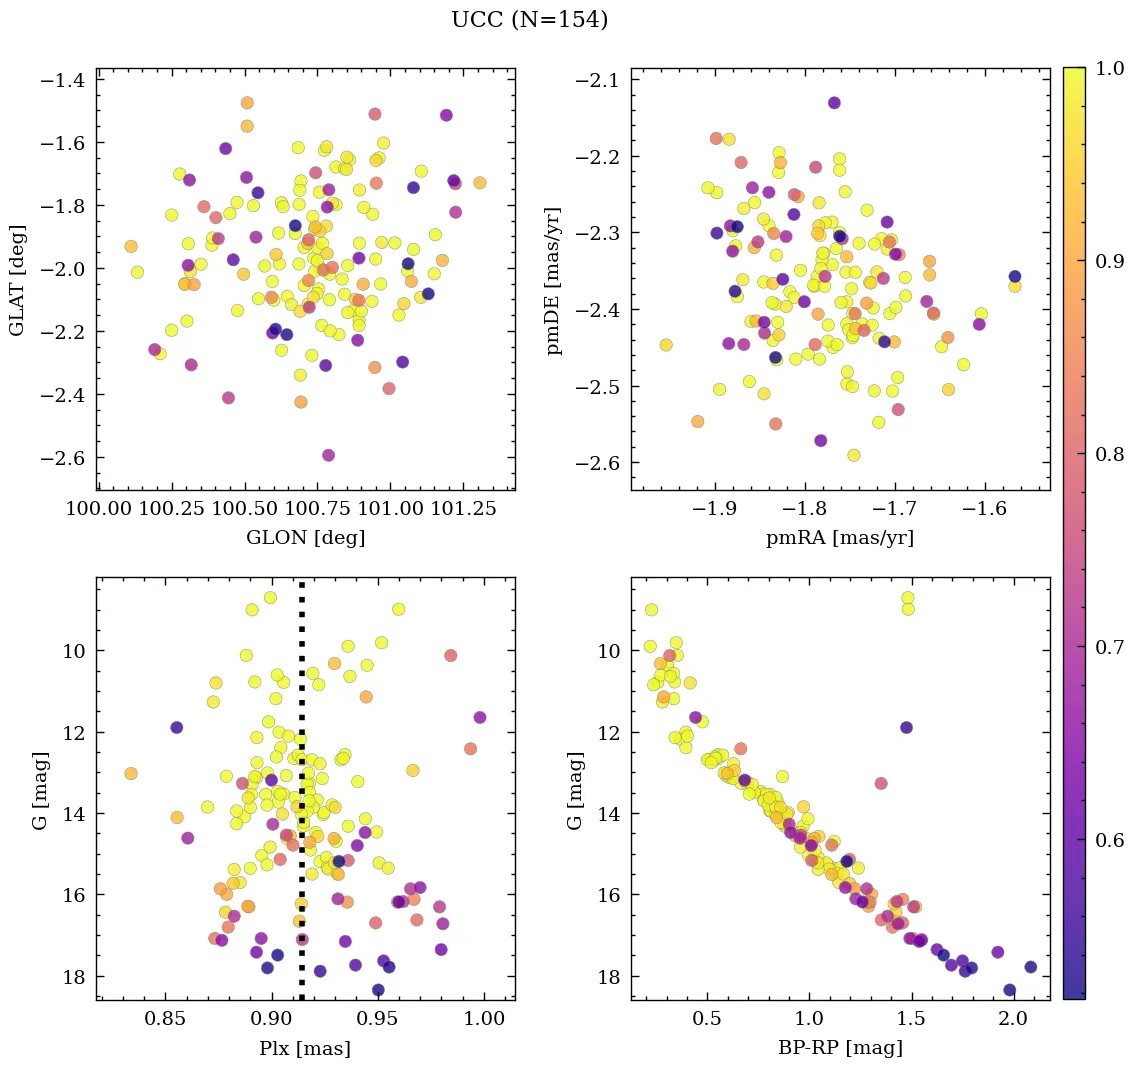 UCC (N=154)
−1.4
−1.6
−1.8
−2.0
−2.2
−2.4
−2.6
GLAT [deg]
100.00 100.25 100.50 100.75 101.00 101.25
GLON [deg]
−2.1
−2.2
−2.3
−2.4
−2.5
−2.6
pmDE [mas/yr]
−1.9 −1.8 −1.7 −1.6
pmRA [mas/yr]
1.0
0.9
0.8
0.7
0.6
10
12
14
16
18
G [mag]
0.85 0.90 0.95 1.00
Plx [mas]
10
12
14
16
18
G [mag]
0.5 1.0 1.5 2.0
BP-RP [mag]